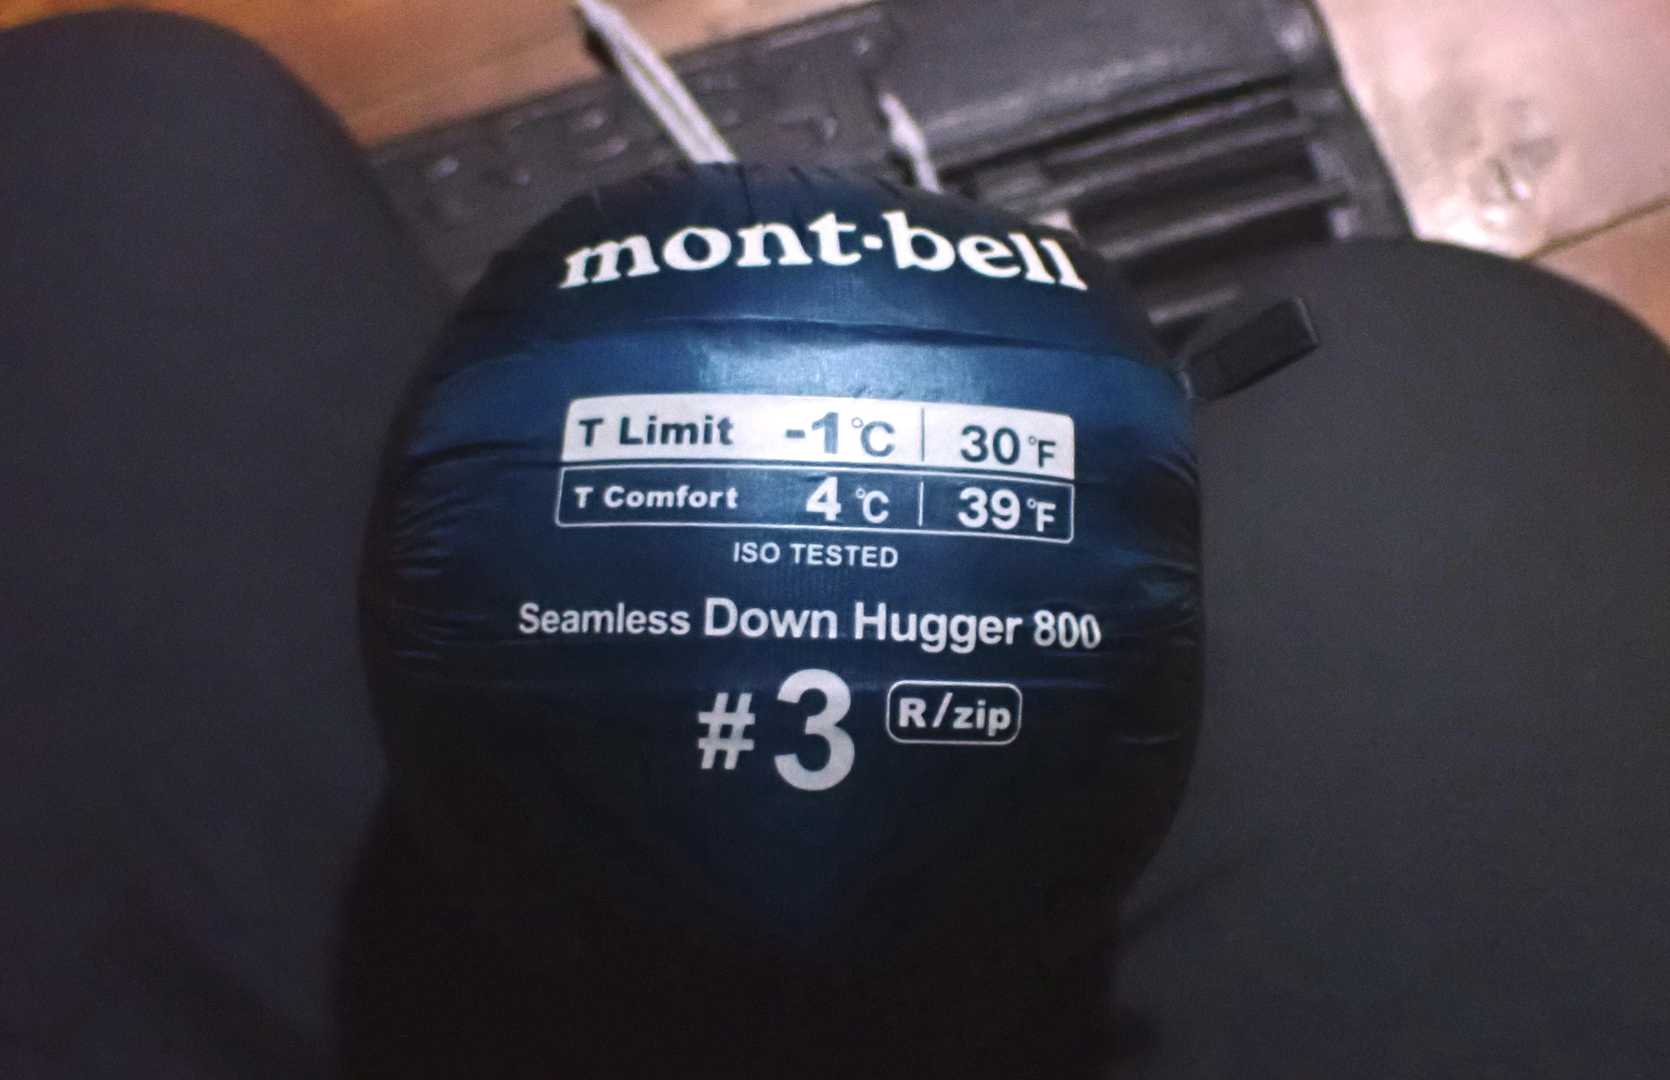 mont·bell
T Limit -1℃ | 30°F
T Comfort 4℃ | 39°F
ISO TESTED
Seamless Down Hugger 800
#3 R/zip